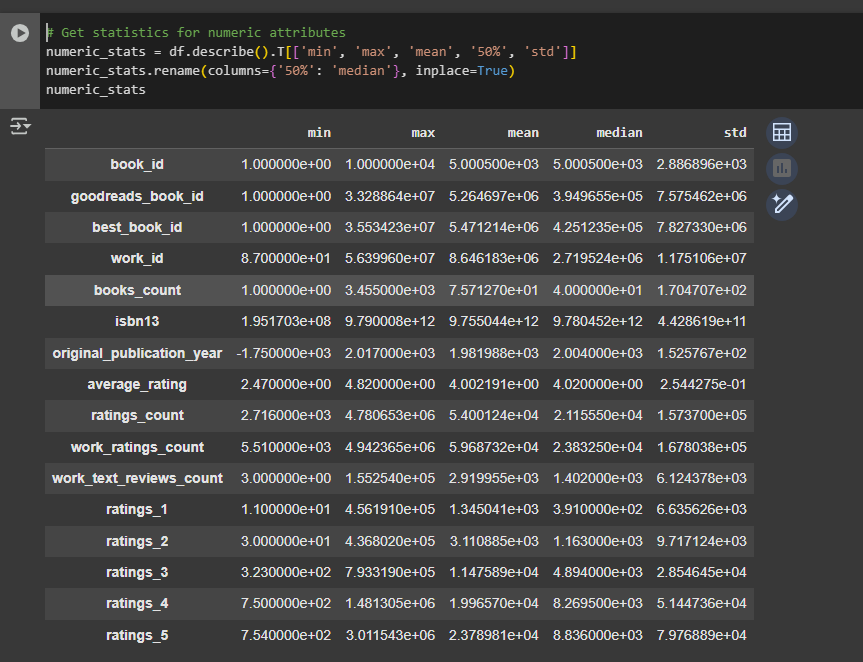 # Get statistics for numeric attributes
numeric_stats = df.describe().T[['min', 'max', 'mean', '50%', 'std']]
numeric_stats.rename(columns={'50%': 'median'}, inplace=True)
numeric_stats
min max mean median std
book_id 1.000000e+00 1.000000e+04 5.000500e+03 5.000500e+03 2.886896e+03
goodreads_book_id 1.000000e+00 3.328864e+07 5.264697e+06 3.949655e+05 7.575462e+06
best_book_id 1.000000e+00 3.553423e+07 5.471214e+06 4.251235e+05 7.827330e+06
work_id 8.700000e+01 5.639960e+07 8.646183e+06 2.719524e+06 1.175106e+07
books_count 1.000000e+00 3.455000e+03 7.571270e+01 4.000000e+01 1.704707e+02
isbn13 1.951703e+08 9.790008e+12 9.755044e+12 9.780452e+12 4.428619e+11
original_publication_year -1.750000e+03 2.017000e+03 1.981988e+03 2.004000e+03 1.525767e+02
average_rating 2.470000e+00 4.820000e+00 4.002191e+00 4.020000e+00 2.544275e-01
ratings_count 2.716000e+03 4.780653e+06 5.400124e+04 2.115550e+04 1.573700e+05
work_ratings_count 5.510000e+03 4.942365e+06 5.968732e+04 2.383250e+04 1.678038e+05
work_text_reviews_count 3.000000e+00 1.552540e+05 2.919955e+03 1.402000e+03 6.124378e+03
ratings_1 1.100000e+01 4.561910e+05 1.345041e+03 3.910000e+02 6.635626e+03
ratings_2 3.000000e+01 4.368020e+05 3.110885e+03 1.163000e+03 9.717124e+03
ratings_3 3.230000e+02 7.933190e+05 1.147589e+04 4.894000e+03 2.854645e+04
ratings_4 7.500000e+02 1.481305e+06 1.996570e+04 8.269500e+03 5.144736e+04
ratings_5 7.540000e+02 3.011543e+06 2.378981e+04 8.836000e+03 7.976889e+04